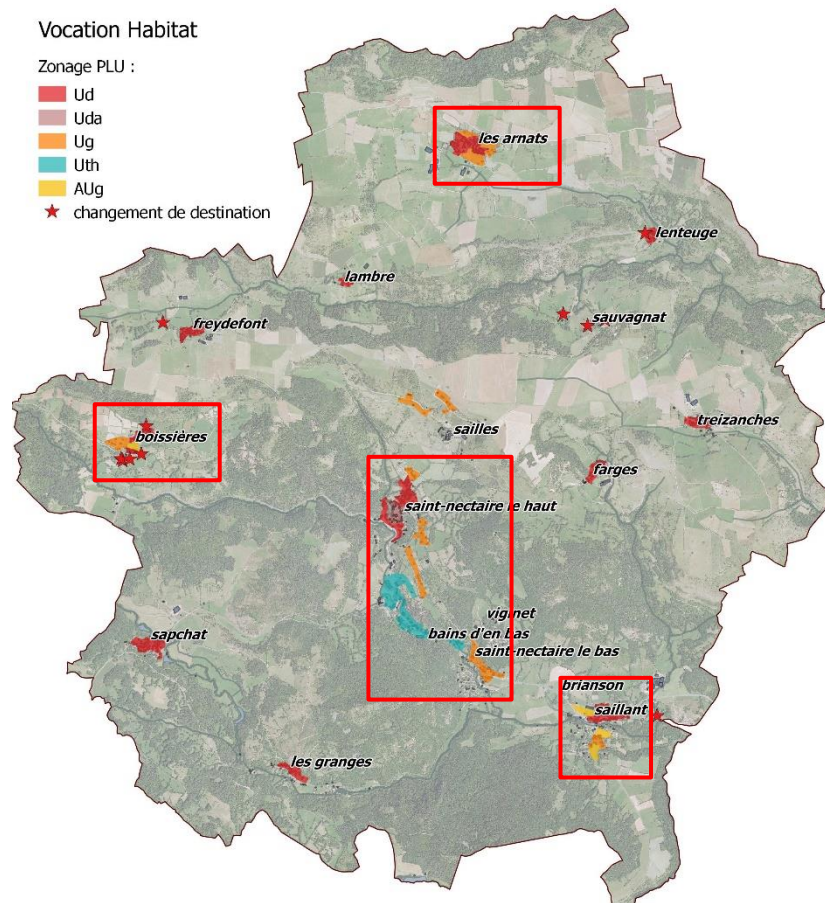 Vocation Habitat
Zonage PLU :
Ud
Uda
Ug
Uth
AUg
changement de destination
les arnats
lenteuge
lambre
sauvagnat
freydefont
treizanches
sailles
boissières
farges
saint-nectaire le haut
viginet
bains d'en bas
sapchat
saint-nectaire le bas
brianson
saillant
les granges